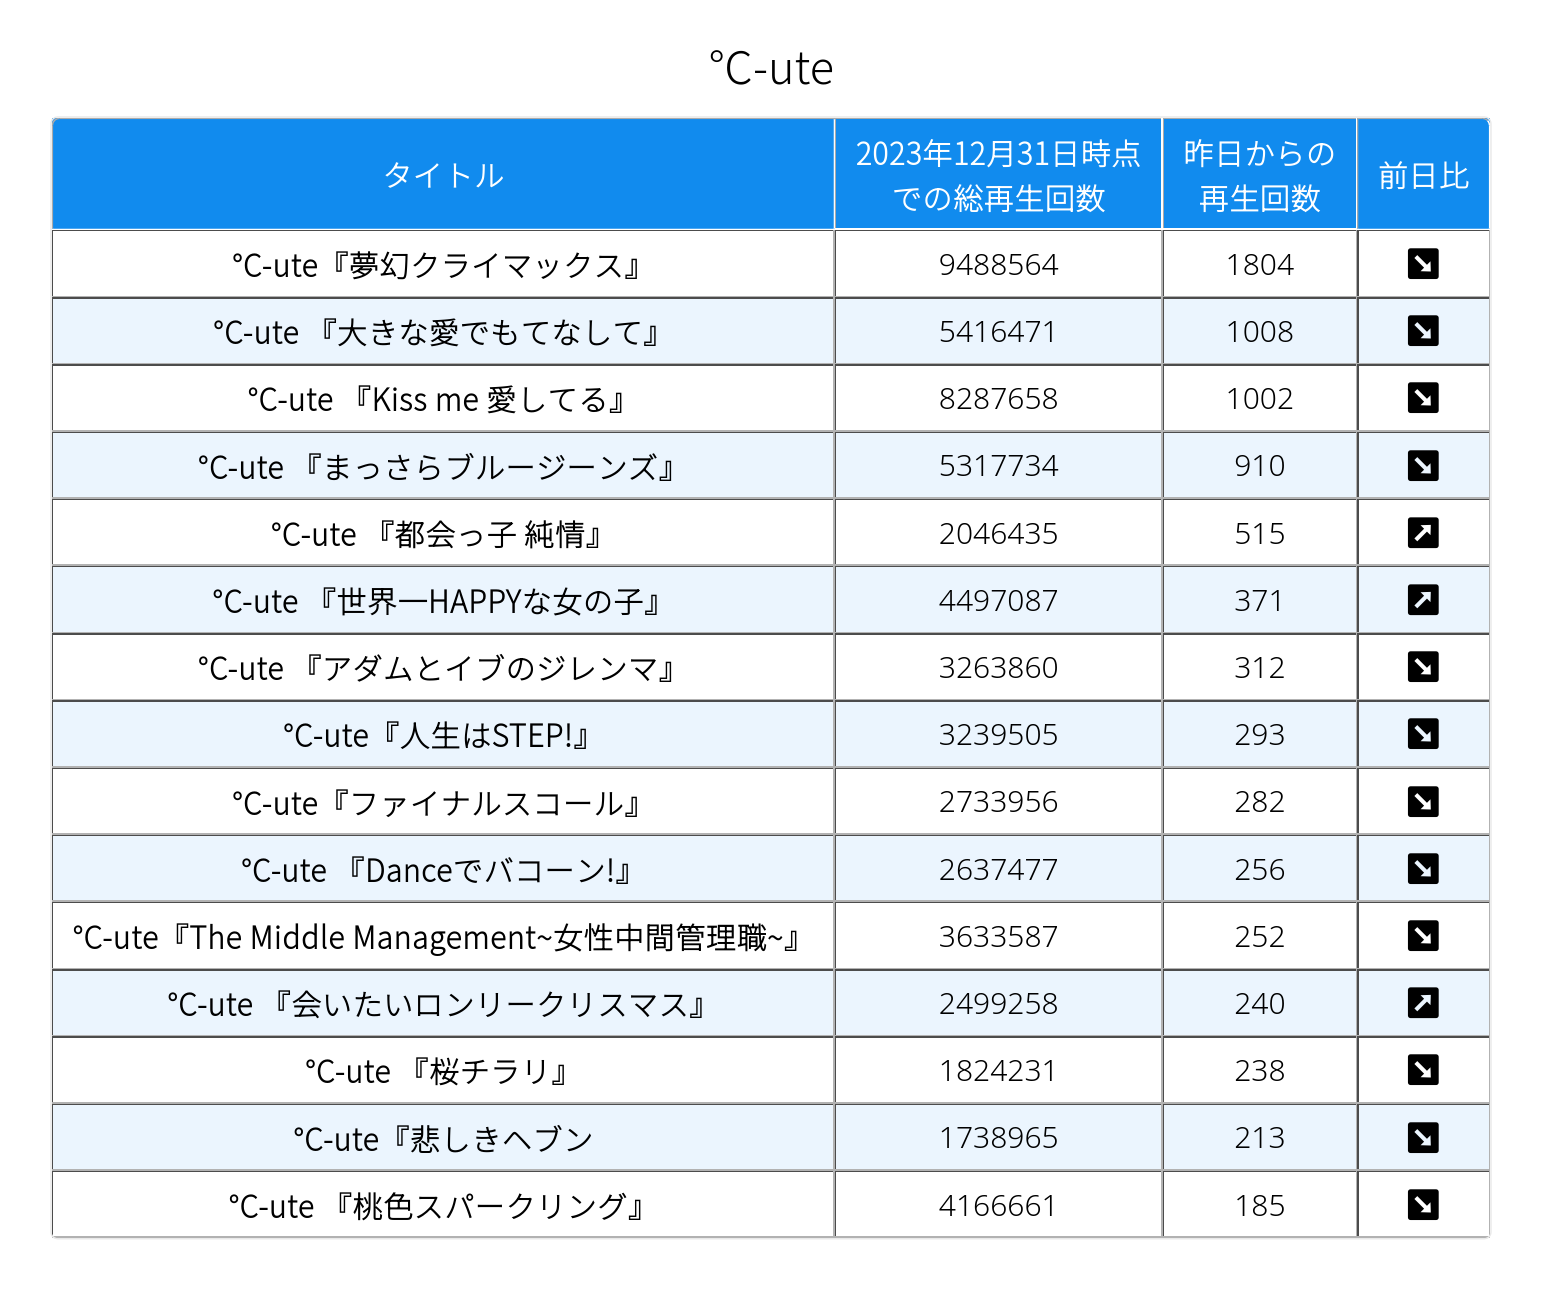 ℃-ute
タイトル 2023年12月31日時点での総再生回数 昨日からの再生回数 前日比
℃-ute『夢幻クライマックス』 9488564 1804 ↘
℃-ute 『大きな愛でもてなして』 5416471 1008 ↘
℃-ute 『Kiss me 愛してる』 8287658 1002 ↘
℃-ute 『まっさらブルージーンズ』 5317734 910 ↘
℃-ute 『都会っ子 純情』 2046435 515 ↗
℃-ute 『世界一HAPPYな女の子』 4497087 371 ↗
℃-ute 『アダムとイブのジレンマ』 3263860 312 ↘
℃-ute『人生はSTEP!』 3239505 293 ↘
℃-ute『ファイナルスコール』 2733956 282 ↘
℃-ute 『Danceでバコーン!』 2637477 256 ↘
℃-ute『The Middle Management~女性中間管理職~』 3633587 252 ↘
℃-ute 『会いたいロンリークリスマス』 2499258 240 ↗
℃-ute 『桜チラリ』 1824231 238 ↘
℃-ute『悲しきヘブン 1738965 213 ↘
℃-ute 『桃色スパークリング』 4166661 185 ↘